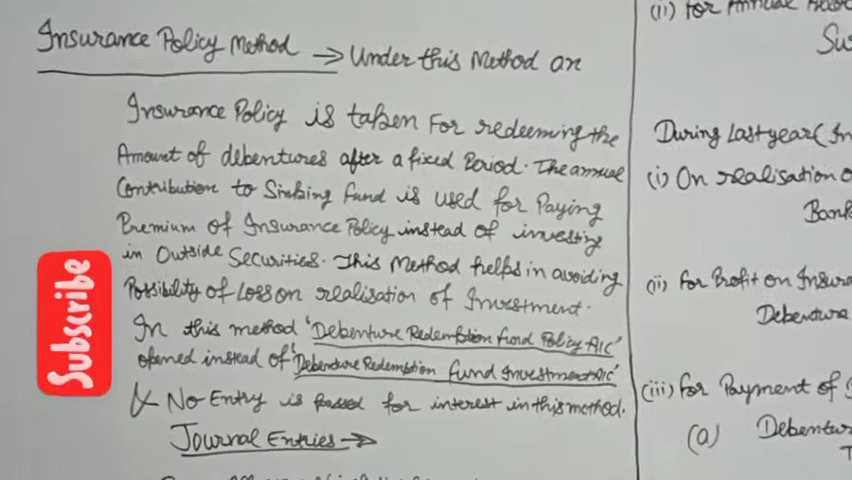 Insurance Policy Method → Under this Method an
Insurance Policy is taken For redeeming the
Amount of debentures after a fixed Period. The annual
Contribution to Sinking Fund is used for Paying
Premium of Insurance Policy instead of investing
in Outside Securities. This Method helps in avoiding
Possibility of Loss on realisation of Investment.
In this method 'Debenture Redemption Fund Policy A/C'
opened instead of 'Debenture Redemption Fund Investment A/C'
& No Entry is passed for interest in this method.
Journal Entries →
Subscribe
(ii) For Annual
During Last year (In
(i) On realisation o
Bank
(ii) For Profit on Insura
Debenture
(iii) For Payment of
(a) Debentur
T